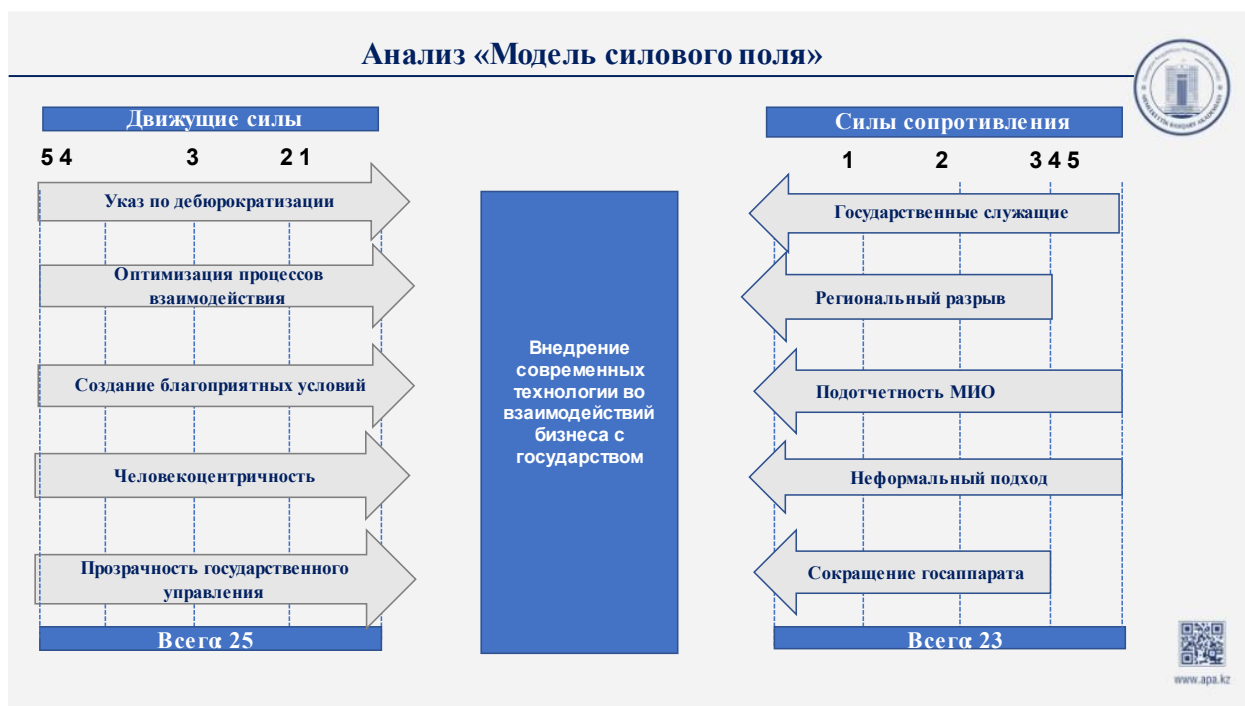 Анализ «Модель силового поля»
Движущие силы
5 4 3 2 1
Указ по дебюрократизации
Оптимизация процессов
взаимодействия
Создание благоприятных условий
Человекоцентричность
Прозрачность государственного
управления
Всего: 25
Внедрение
современных
технологии во
взаимодействий
бизнеса с
государством
Силы сопротивления
1 2 3 4 5
Государственные служащие
Региональный разрыв
Подотчетность МИО
Неформальный подход
Сокращение госаппарата
Всего: 23
www.apa.kz